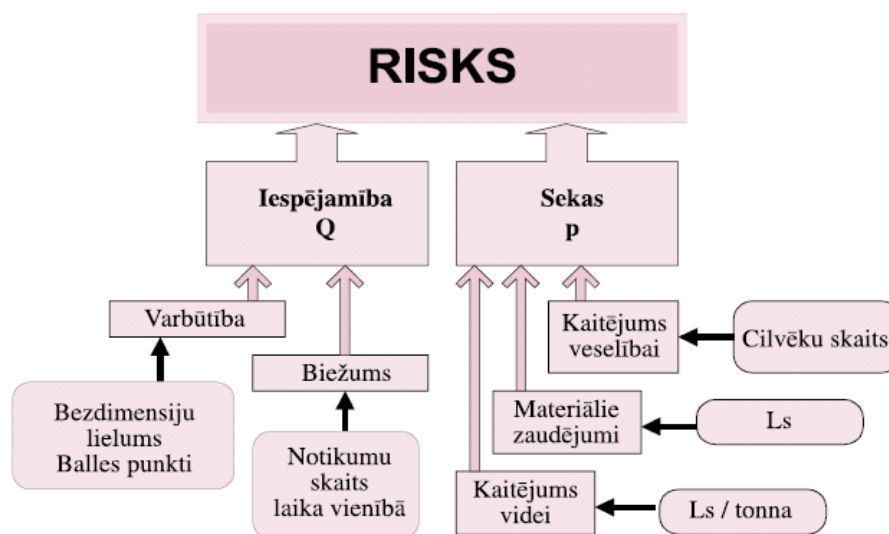 RISKS
Iespējamība
Q
Sekas
p
Varbūtība
Bezdimensiju
lielums
Balles punkti
Biežums
Notikumu
skaits
laika vienībā
Kaitējums
veselībai
Cilvēku skaits
Materiālie
zaudējumi
Ls
Kaitējums
videi
Ls / tonna